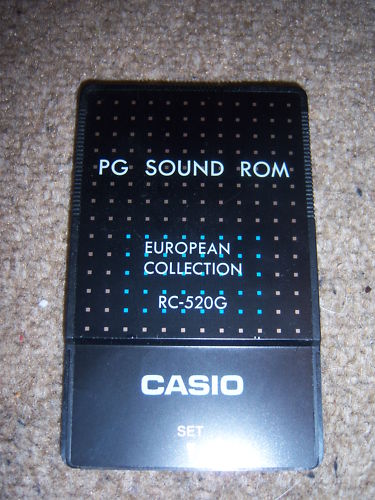 PG SOUND ROM
EUROPEAN
COLLECTION
RC-520G
CASIO
SET